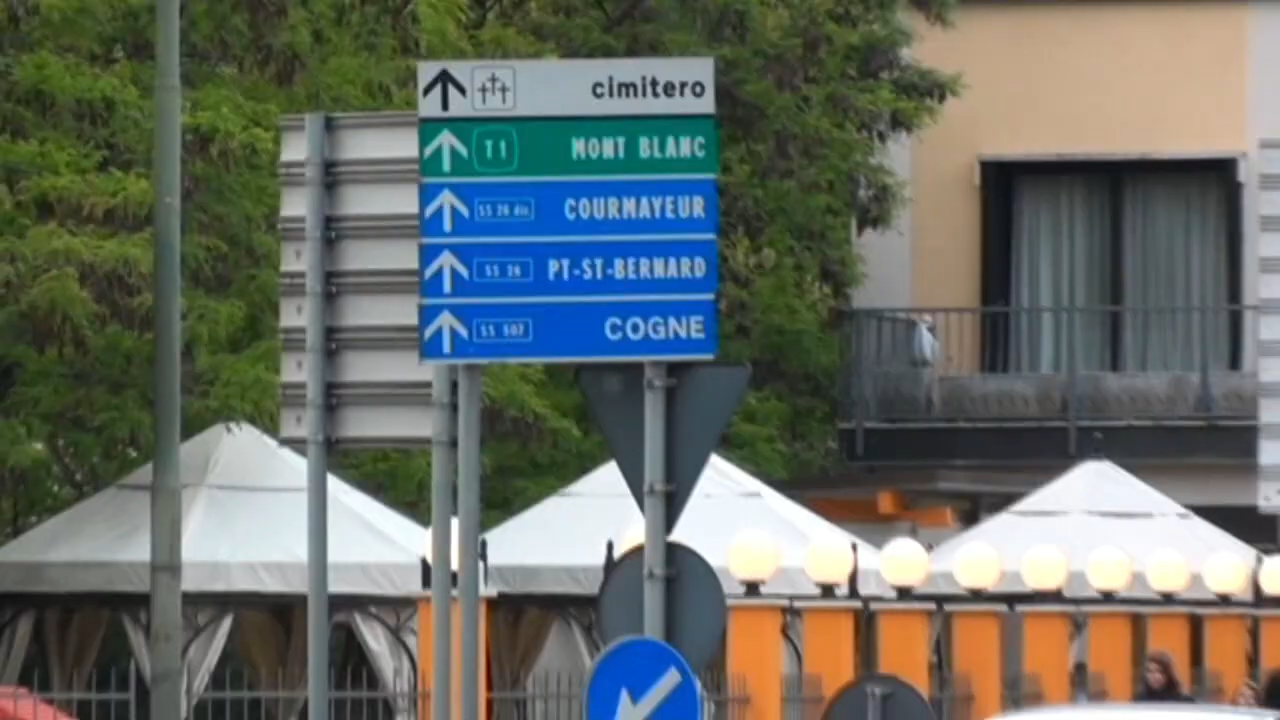 cimitero
T1 MONT BLANC
SS 26 dir COURMAYEUR
SS 26 PT-ST-BERNARD
SS 507 COGNE